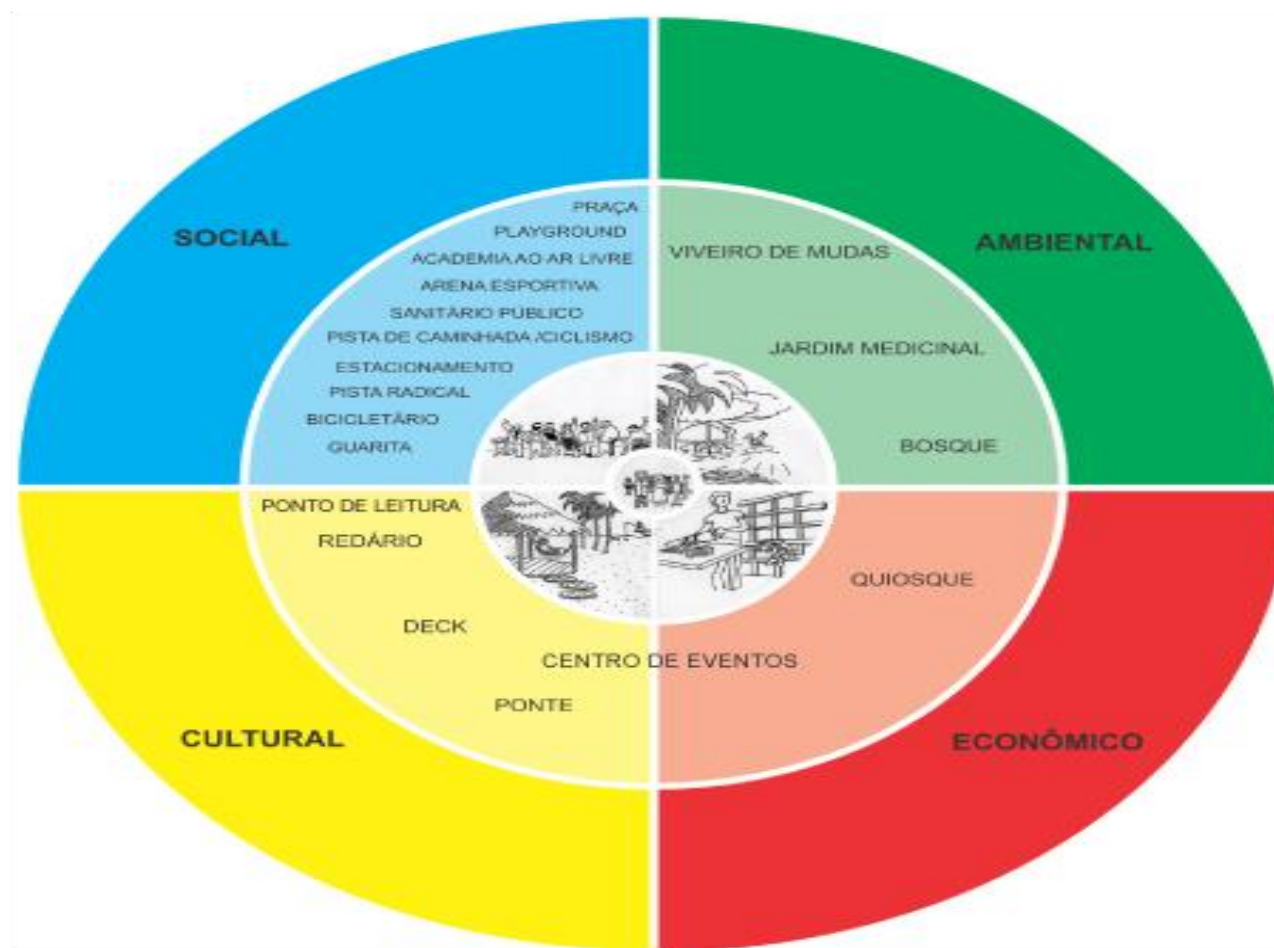 SOCIAL
PRAÇA
PLAYGROUND
ACADEMIA AO AR LIVRE
ARENA ESPORTIVA
SANITÁRIO PÚBLICO
PISTA DE CAMINHADA /CICLISMO
ESTACIONAMENTO
PISTA RADICAL
BICICLETÁRIO
GUARITA
AMBIENTAL
VIVEIRO DE MUDAS
JARDIM MEDICINAL
BOSQUE
CULTURAL
PONTO DE LEITURA
REDÁRIO
DECK
CENTRO DE EVENTOS
PONTE
ECONÔMICO
QUIOSQUE